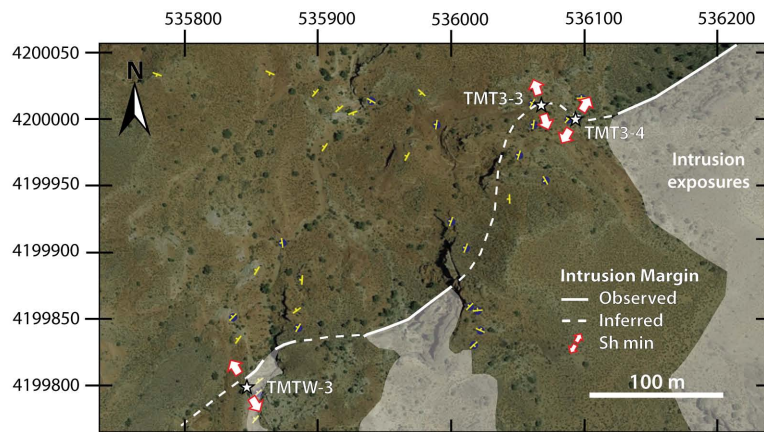 535800 535900 536000 536100 536200
4200050
4200000
4199950
4199900
4199850
4199800
N
TMT3-3
TMT3-4
Intrusion
exposures
Intrusion Margin
Observed
Inferred
Sh min
100 m
TMTW-3